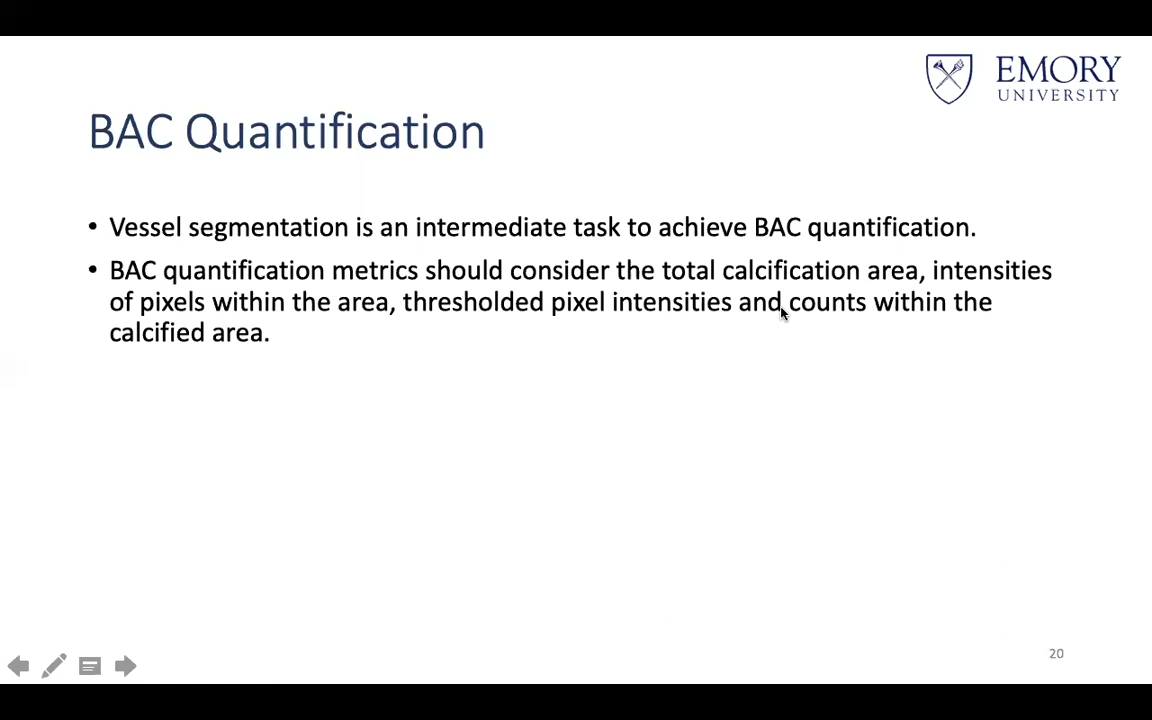 EMORY
UNIVERSITY
BAC Quantification
• Vessel segmentation is an intermediate task to achieve BAC quantification.
• BAC quantification metrics should consider the total calcification area, intensities
of pixels within the area, thresholded pixel intensities and counts within the
calcified area.
20